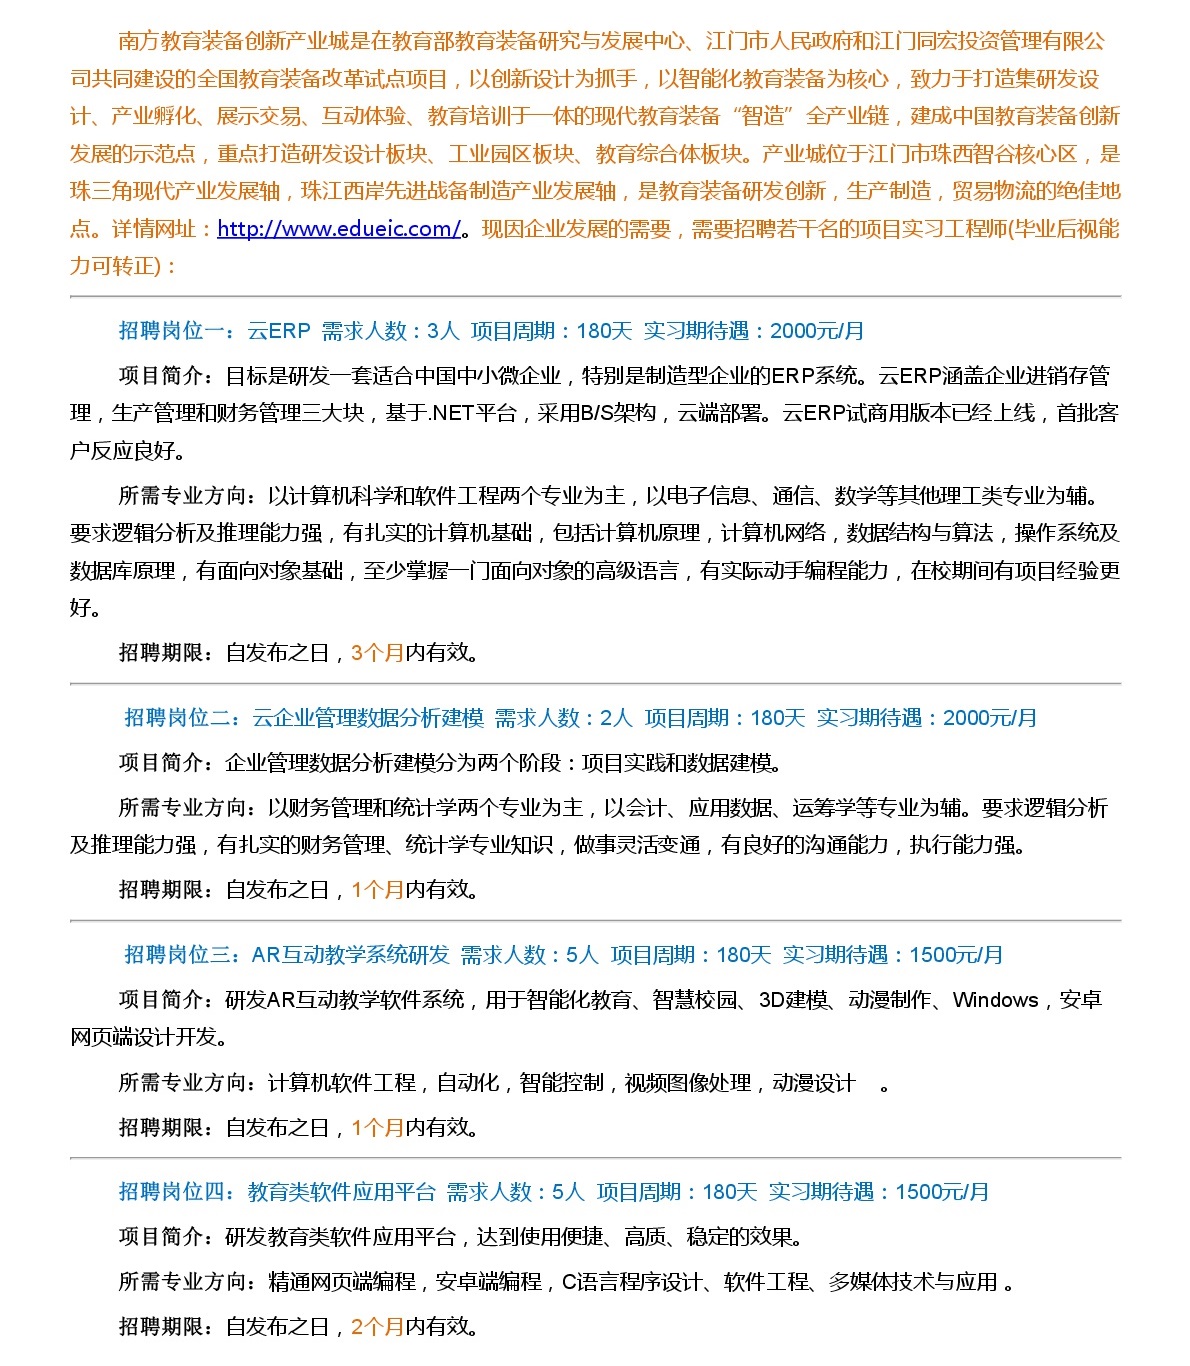 南方教育装备创新产业城是在教育部教育装备研究与发展中心、江门市人民政府和江门同宏投资管理有限公
司共同建设的全国教育装备改革试点项目，以创新设计为抓手，以智能化教育装备为核心，致力于打造集研发设
计、产业孵化、展示交易、互动体验、教育培训于一体的现代教育装备“智造”全产业链，建成中国教育装备创新
发展的示范点，重点打造研发设计板块、工业园区板块、教育综合体板块。产业城位于江门市珠西智谷核心区，是
珠三角现代产业发展轴，珠江西岸先进战备制造产业发展轴，是教育装备研发创新，生产制造，贸易物流的绝佳地
点。详情网址：http://www.edueic.com/。现因企业发展的需要，需要招聘若干名的项目实习工程师(毕业后视能
力可转正)：
招聘岗位一：云ERP 需求人数：3人 项目周期：180天 实习期待遇：2000元/月
项目简介：目标是研发一套适合中国中小微企业，特别是制造型企业的ERP系统。云ERP涵盖企业进销存管
理，生产管理和财务管理三大块，基于.NET平台，采用B/S架构，云端部署。云ERP试商用版本已经上线，首批客
户反应良好。
所需专业方向：以计算机科学和软件工程两个专业为主，以电子信息、通信、数学等其他理工类专业为辅。
要求逻辑分析及推理能力强，有扎实的计算机基础，包括计算机原理，计算机网络，数据结构与算法，操作系统及
数据库原理，有面向对象基础，至少掌握一门面向对象的高级语言，有实际动手编程能力，在校期间有项目经验更
好。
招聘期限：自发布之日，3个月内有效。
招聘岗位二：云企业管理数据分析建模 需求人数：2人 项目周期：180天 实习期待遇：2000元/月
项目简介：企业管理数据分析建模分为两个阶段：项目实践和数据建模。
所需专业方向：以财务管理和统计学两个专业为主，以会计、应用数据、运筹学等专业为辅。要求逻辑分析
及推理能力强，有扎实的财务管理、统计学专业知识，做事灵活变通，有良好的沟通能力，执行能力强。
招聘期限：自发布之日，1个月内有效。
招聘岗位三：AR互动教学系统研发 需求人数：5人 项目周期：180天 实习期待遇：1500元/月
项目简介：研发AR互动教学软件系统，用于智能化教育、智慧校园、3D建模、动漫制作、Windows，安卓
网页端设计开发。
所需专业方向：计算机软件工程，自动化，智能控制，视频图像处理，动漫设计 。
招聘期限：自发布之日，1个月内有效。
招聘岗位四：教育类软件应用平台 需求人数：5人 项目周期：180天 实习期待遇：1500元/月
项目简介：研发教育类软件应用平台，达到使用便捷、高质、稳定的效果。
所需专业方向：精通网页端编程，安卓端编程，C语言程序设计、软件工程、多媒体技术与应用 。
招聘期限：自发布之日，2个月内有效。